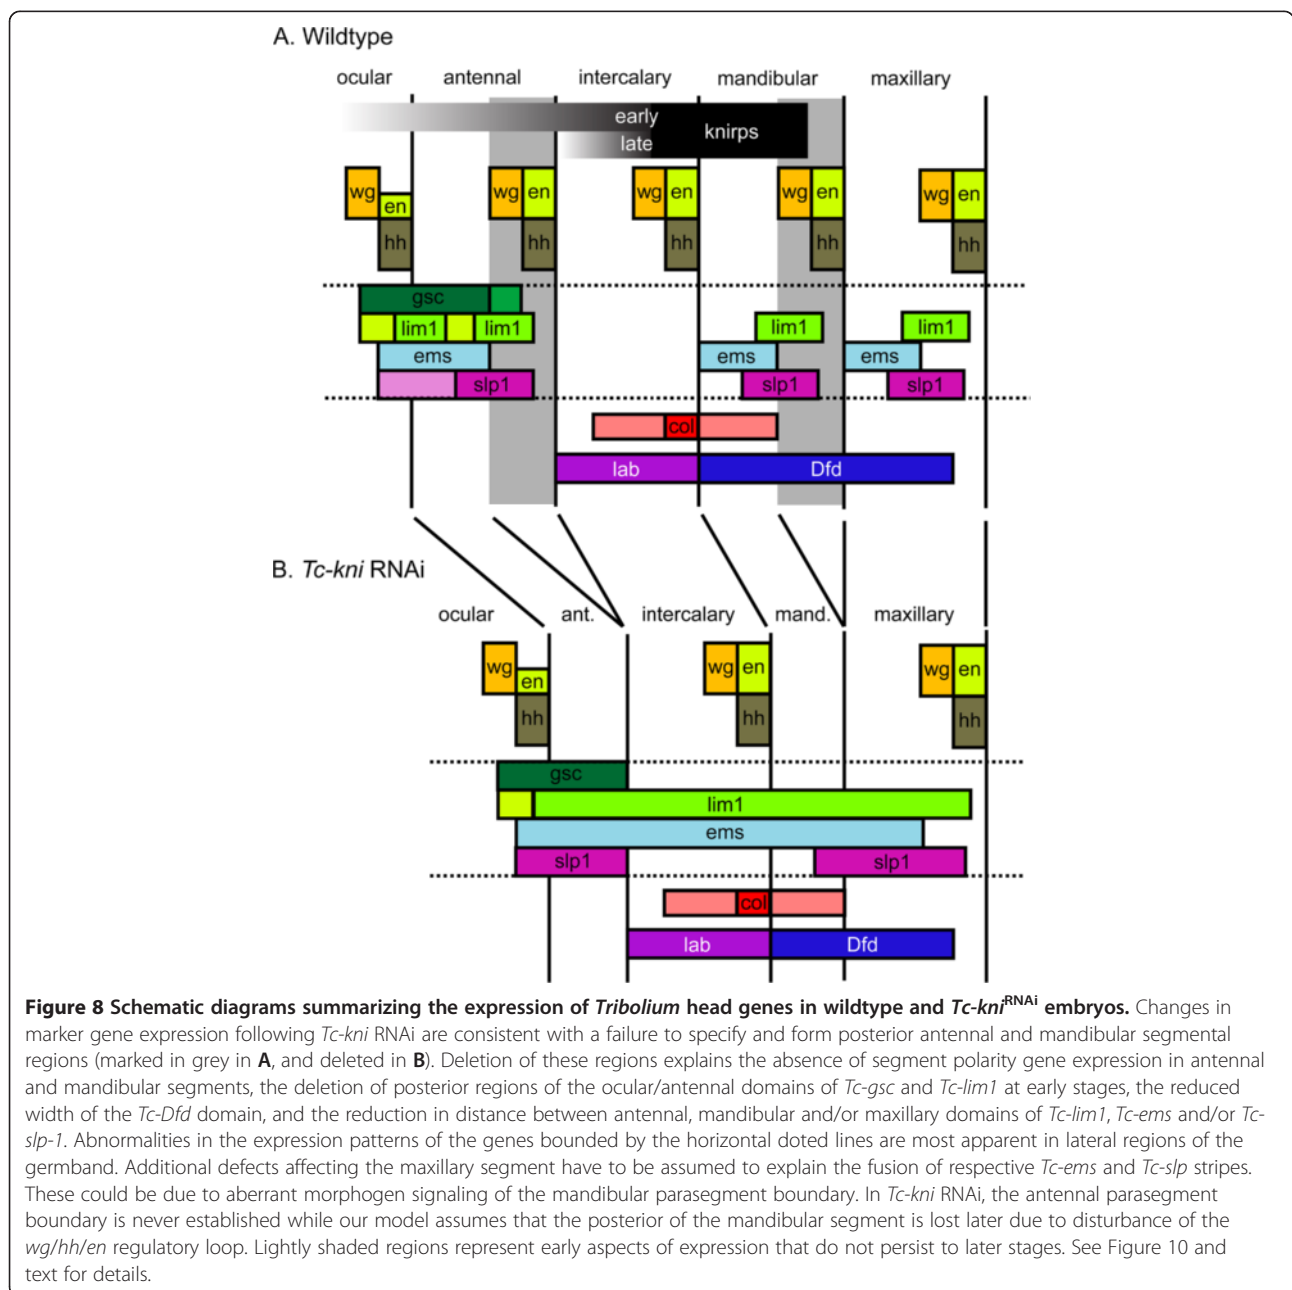 A. Wildtype
ocular antennal intercalary mandibular maxillary
early
late
knirps
wg en wg en wg en wg en wg en
hh hh hh hh hh
gsc
lim1 lim1 lim1 lim1
ems ems ems
slp1 slp1 slp1
col
lab Dfd
B. Tc-kni RNAi
ocular ant. intercalary mand. maxillary
wg en wg en wg en
hh hh hh
gsc
lim1
ems
slp1 slp1
col
lab Dfd
Figure 8 Schematic diagrams summarizing the expression of Tribolium head genes in wildtype and Tc-kniRNAi embryos. Changes in
marker gene expression following Tc-kni RNAi are consistent with a failure to specify and form posterior antennal and mandibular segmental
regions (marked in grey in A, and deleted in B). Deletion of these regions explains the absence of segment polarity gene expression in antennal
and mandibular segments, the deletion of posterior regions of the ocular/antennal domains of Tc-gsc and Tc-lim1 at early stages, the reduced
width of the Tc-Dfd domain, and the reduction in distance between antennal, mandibular and/or maxillary domains of Tc-lim1, Tc-ems and/or Tc-
slp-1. Abnormalities in the expression patterns of the genes bounded by the horizontal doted lines are most apparent in lateral regions of the
germband. Additional defects affecting the maxillary segment have to be assumed to explain the fusion of respective Tc-ems and Tc-slp stripes.
These could be due to aberrant morphogen signaling of the mandibular parasegment boundary. In Tc-kni RNAi, the antennal parasegment
boundary is never established while our model assumes that the posterior of the mandibular segment is lost later due to disturbance of the
wg/hh/en regulatory loop. Lightly shaded regions represent early aspects of expression that do not persist to later stages. See Figure 10 and
text for details.